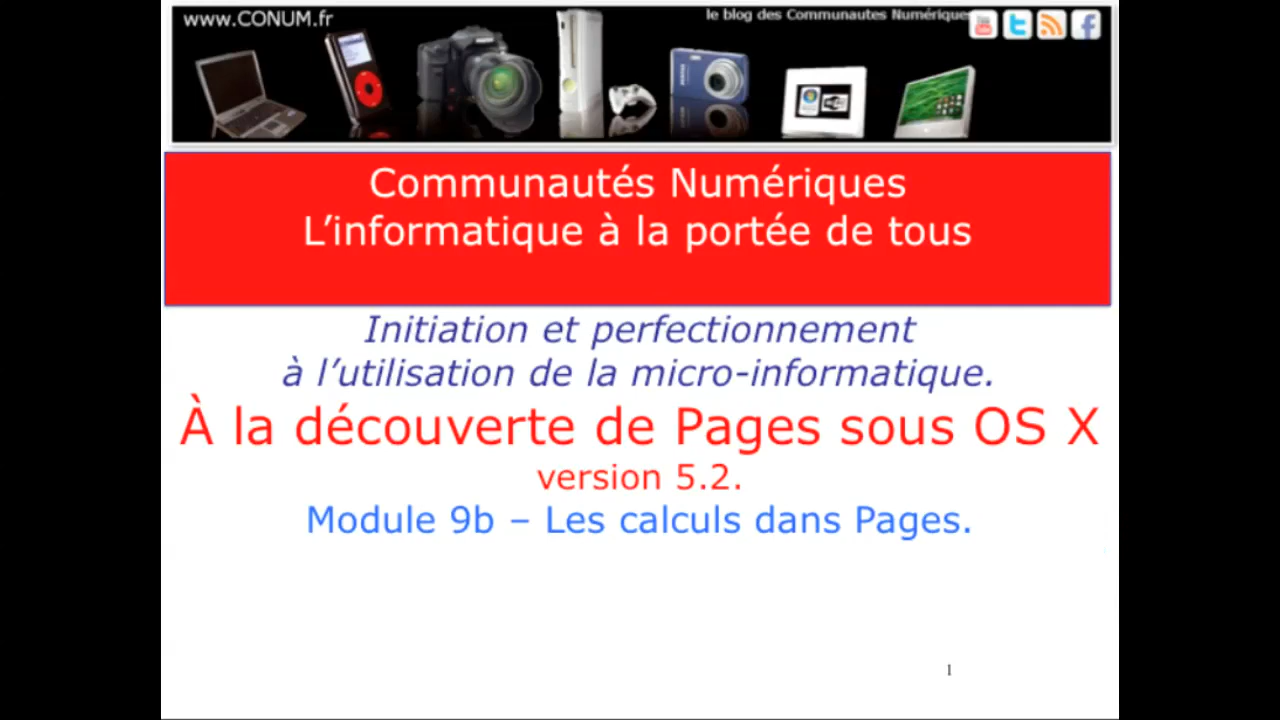 www.CONUM.fr
le blog des Communautes Numériques
Communautés Numériques
L’informatique à la portée de tous
Initiation et perfectionnement
à l’utilisation de la micro-informatique.
À la découverte de Pages sous OS X
version 5.2.
Module 9b – Les calculs dans Pages.
1